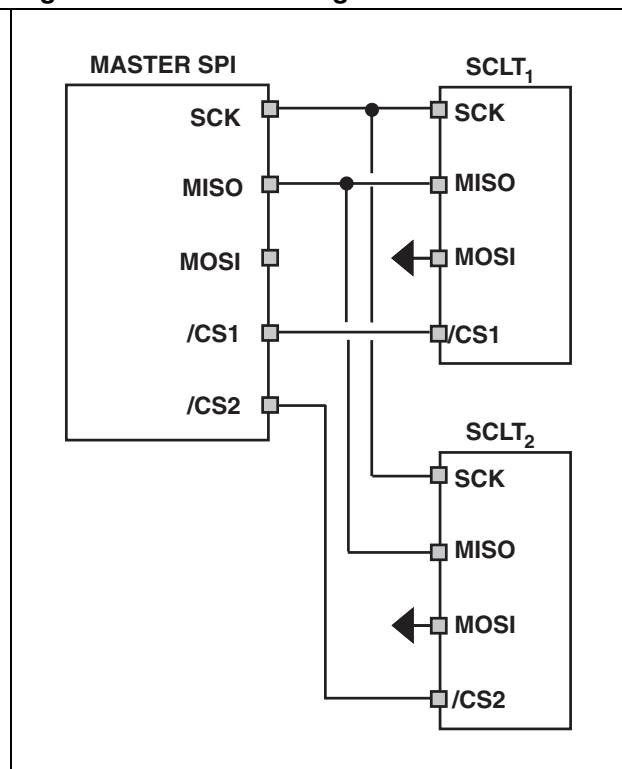 MASTER SPI
SCK
MISO
MOSI
/CS1
/CS2
SCLT1
SCK
MISO
MOSI
/CS1
SCLT2
SCK
MISO
MOSI
/CS2